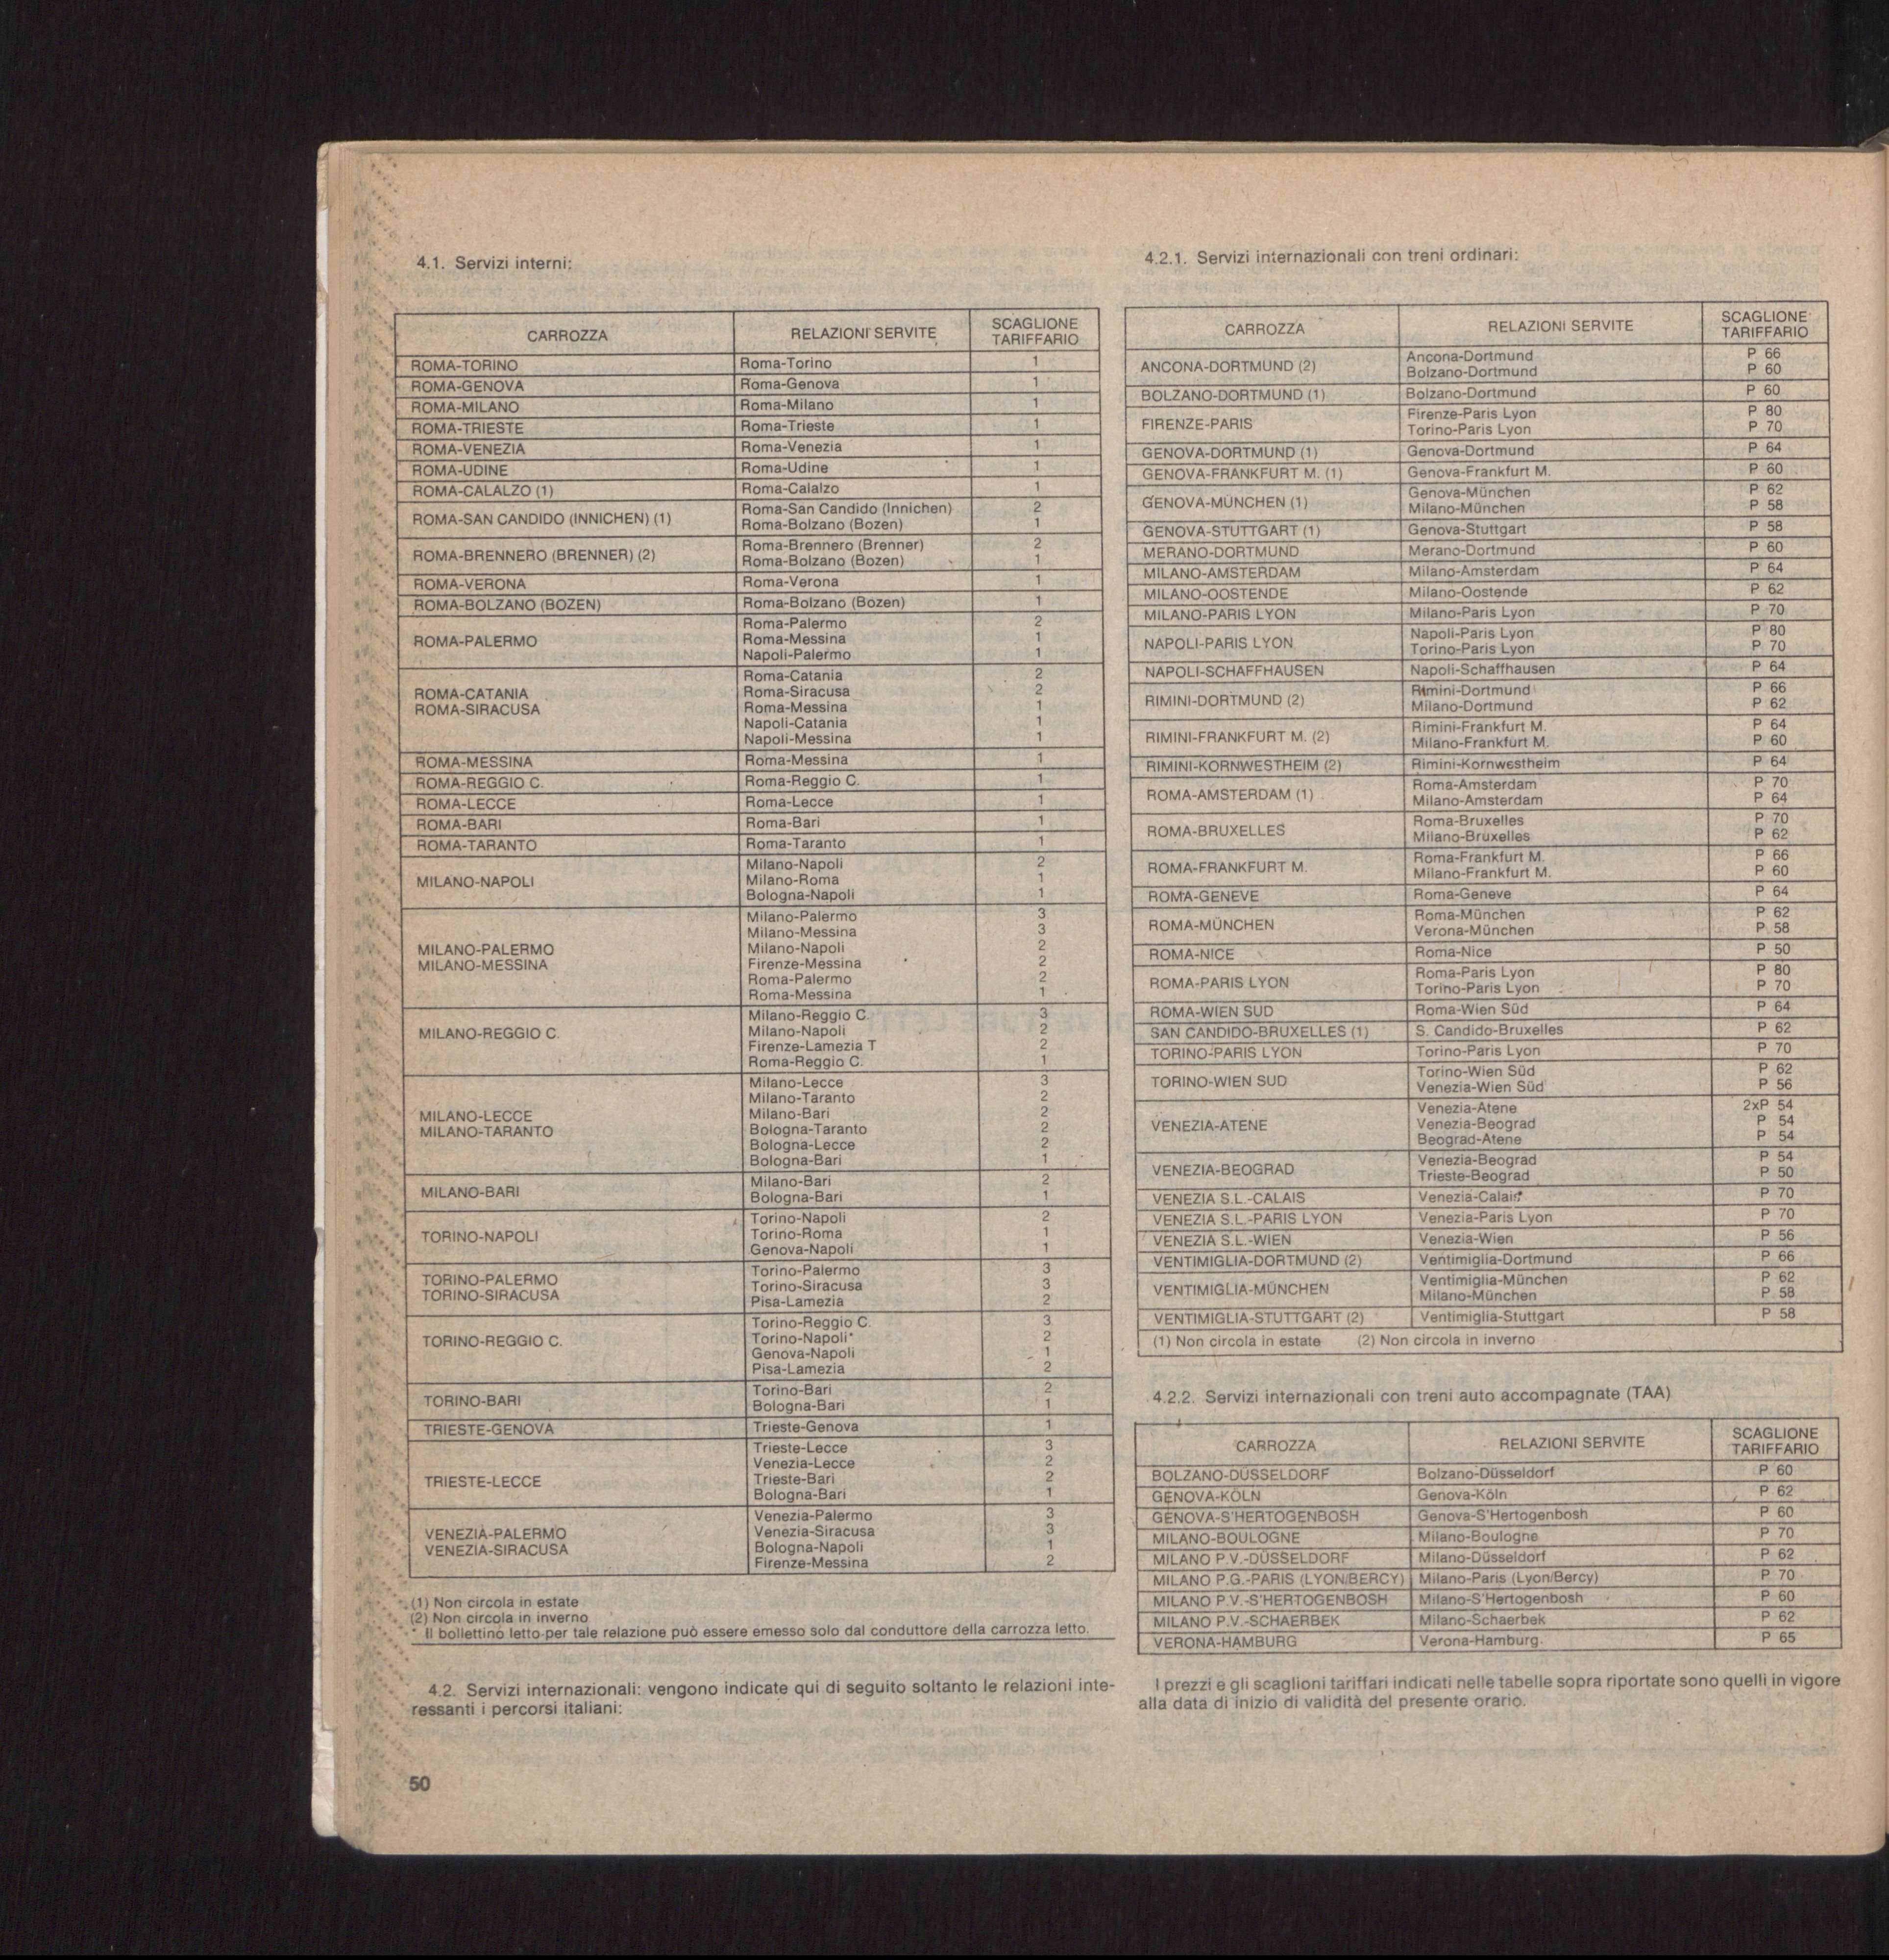 4.1. Servizi interni:
CARROZZA RELAZIONI SERVITE SCAGLIONE TARIFFARIO
ROMA-TORINO Roma-Torino 1
ROMA-GENOVA Roma-Genova 1
ROMA-MILANO Roma-Milano 1
ROMA-TRIESTE Roma-Trieste 1
ROMA-VENEZIA Roma-Venezia 1
ROMA-UDINE Roma-Udine 1
ROMA-CALALZO (1) Roma-Calalzo 1
ROMA-SAN CANDIDO (INNICHEN) (1) Roma-San Candido (Innichen) 2
Roma-Bolzano (Bozen) 1
ROMA-BRENNERO (BRENNER) (2) Roma-Brennero (Brenner) 2
Roma-Bolzano (Bozen) 1
ROMA-VERONA Roma-Verona 1
ROMA-BOLZANO (BOZEN) Roma-Bolzano (Bozen) 1
ROMA-PALERMO Roma-Palermo 2
Roma-Messina 1
Napoli-Palermo 1
ROMA-CATANIA
ROMA-SIRACUSA
Roma-Catania 2
Roma-Siracusa 2
Roma-Messina 1
Napoli-Catania 1
Napoli-Messina 1
ROMA-MESSINA Roma-Messina 1
ROMA-REGGIO C. Roma-Reggio C. 1
ROMA-LECCE Roma-Lecce 1
ROMA-BARI Roma-Bari 1
ROMA-TARANTO Roma-Taranto 1
MILANO-NAPOLI Milano-Napoli 2
Milano-Roma 1
Bologna-Napoli 1
MILANO-PALERMO
MILANO-MESSINA
Milano-Palermo 3
Milano-Messina 3
Milano-Napoli 2
Firenze-Messina 2
Roma-Palermo 2
Roma-Messina 1
MILANO-REGGIO C. Milano-Reggio C. 3
Milano-Napoli 2
Firenze-Lamezia T 2
Roma-Reggio C. 1
MILANO-LECCE
MILANO-TARANTO
Milano-Lecce 3
Milano-Taranto 2
Milano-Bari 2
Bologna-Taranto 2
Bologna-Lecce 2
Bologna-Bari 1
MILANO-BARI Milano-Bari 2
Bologna-Bari 1
TORINO-NAPOLI Torino-Napoli 2
Torino-Roma 1
Genova-Napoli 1
TORINO-PALERMO
TORINO-SIRACUSA
Torino-Palermo 3
Torino-Siracusa 3
Pisa-Lamezia 2
TORINO-REGGIO C. Torino-Reggio C. 3
Torino-Napoli* 2
Genova-Napoli 1
Pisa-Lamezia 2
TORINO-BARI Torino-Bari 2
Bologna-Bari 1
TRIESTE-GENOVA Trieste-Genova 1
TRIESTE-LECCE Trieste-Lecce 3
Venezia-Lecce 2
Trieste-Bari 2
Bologna-Bari 1
VENEZIA-PALERMO
VENEZIA-SIRACUSA
Venezia-Palermo 3
Venezia-Siracusa 3
Bologna-Napoli 1
Firenze-Messina 2
(1) Non circola in estate
(2) Non circola in inverno
* Il bollettino letto per tale relazione può essere emesso solo dal conduttore della carrozza letto.
4.2. Servizi internazionali: vengono indicate qui di seguito soltanto le relazioni inte-
ressanti i percorsi italiani:
50
4.2.1. Servizi internazionali con treni ordinari:
CARROZZA RELAZIONI SERVITE SCAGLIONE TARIFFARIO
ANCONA-DORTMUND (2) Ancona-Dortmund P 66
Bolzano-Dortmund P 60
BOLZANO-DORTMUND (1) Bolzano-Dortmund P 60
FIRENZE-PARIS Firenze-Paris Lyon P 80
Torino-Paris Lyon P 70
GENOVA-DORTMUND (1) Genova-Dortmund P 64
GENOVA-FRANKFURT M. (1) Genova-Frankfurt M. P 60
GENOVA-MÜNCHEN (1) Genova-München P 62
Milano-München P 58
GENOVA-STUTTGART (1) Genova-Stuttgart P 58
MERANO-DORTMUND Merano-Dortmund P 60
MILANO-AMSTERDAM Milano-Amsterdam P 64
MILANO-OOSTENDE Milano-Oostende P 62
MILANO-PARIS LYON Milano-Paris Lyon P 70
NAPOLI-PARIS LYON Napoli-Paris Lyon P 80
Torino-Paris Lyon P 70
NAPOLI-SCHAFFHAUSEN Napoli-Schaffhausen P 64
RIMINI-DORTMUND (2) Rimini-Dortmund P 66
Milano-Dortmund P 62
RIMINI-FRANKFURT M. (2) Rimini-Frankfurt M. P 64
Milano-Frankfurt M. P 60
RIMINI-KORNWESTHEIM (2) Rimini-Kornwestheim P 64
ROMA-AMSTERDAM (1) Roma-Amsterdam P 70
Milano-Amsterdam P 64
ROMA-BRUXELLES Roma-Bruxelles P 70
Milano-Bruxelles P 62
ROMA-FRANKFURT M. Roma-Frankfurt M. P 66
Milano-Frankfurt M. P 60
ROMA-GENEVE Roma-Geneve P 64
ROMA-MÜNCHEN Roma-München P 62
Verona-München P 58
ROMA-NICE Roma-Nice P 50
ROMA-PARIS LYON Roma-Paris Lyon P 80
Torino-Paris Lyon P 70
ROMA-WIEN SUD Roma-Wien Süd P 64
SAN CANDIDO-BRUXELLES (1) S. Candido-Bruxelles P 62
TORINO-PARIS LYON Torino-Paris Lyon P 70
TORINO-WIEN SUD Torino-Wien Süd P 62
Venezia-Wien Süd P 56
VENEZIA-ATENE Venezia-Atene 2xP 54
Venezia-Beograd P 54
Beograd-Atene P 54
VENEZIA-BEOGRAD Venezia-Beograd P 54
Trieste-Beograd P 50
VENEZIA S.L.-CALAIS Venezia-Calais P 70
VENEZIA S.L.-PARIS LYON Venezia-Paris Lyon P 70
VENEZIA S.L.-WIEN Venezia-Wien P 56
VENTIMIGLIA-DORTMUND (2) Ventimiglia-Dortmund P 66
VENTIMIGLIA-MÜNCHEN Ventimiglia-München P 62
Milano-München P 58
VENTIMIGLIA-STUTTGART (2) Ventimiglia-Stuttgart P 58
(1) Non circola in estate (2) Non circola in inverno
4.2.2. Servizi internazionali con treni auto accompagnate (TAA)
CARROZZA RELAZIONI SERVITE SCAGLIONE TARIFFARIO
BOLZANO-DÜSSELDORF Bolzano-Düsseldorf P 60
GENOVA-KÖLN Genova-Köln P 62
GENOVA-S'HERTOGENBOSH Genova-S'Hertogenbosh P 60
MILANO-BOULOGNE Milano-Boulogne P 70
MILANO P.V.-DÜSSELDORF Milano-Düsseldorf P 62
MILANO P.G.-PARIS (LYON/BERCY) Milano-Paris (Lyon/Bercy) P 70
MILANO P.V.-S'HERTOGENBOSH Milano-S'Hertogenbosh P 60
MILANO P.V.-SCHAERBEK Milano-Schaerbek P 62
VERONA-HAMBURG Verona-Hamburg P 65
I prezzi e gli scaglioni tariffari indicati nelle tabelle sopra riportate sono quelli in vigore
alla data di inizio di validità del presente orario.